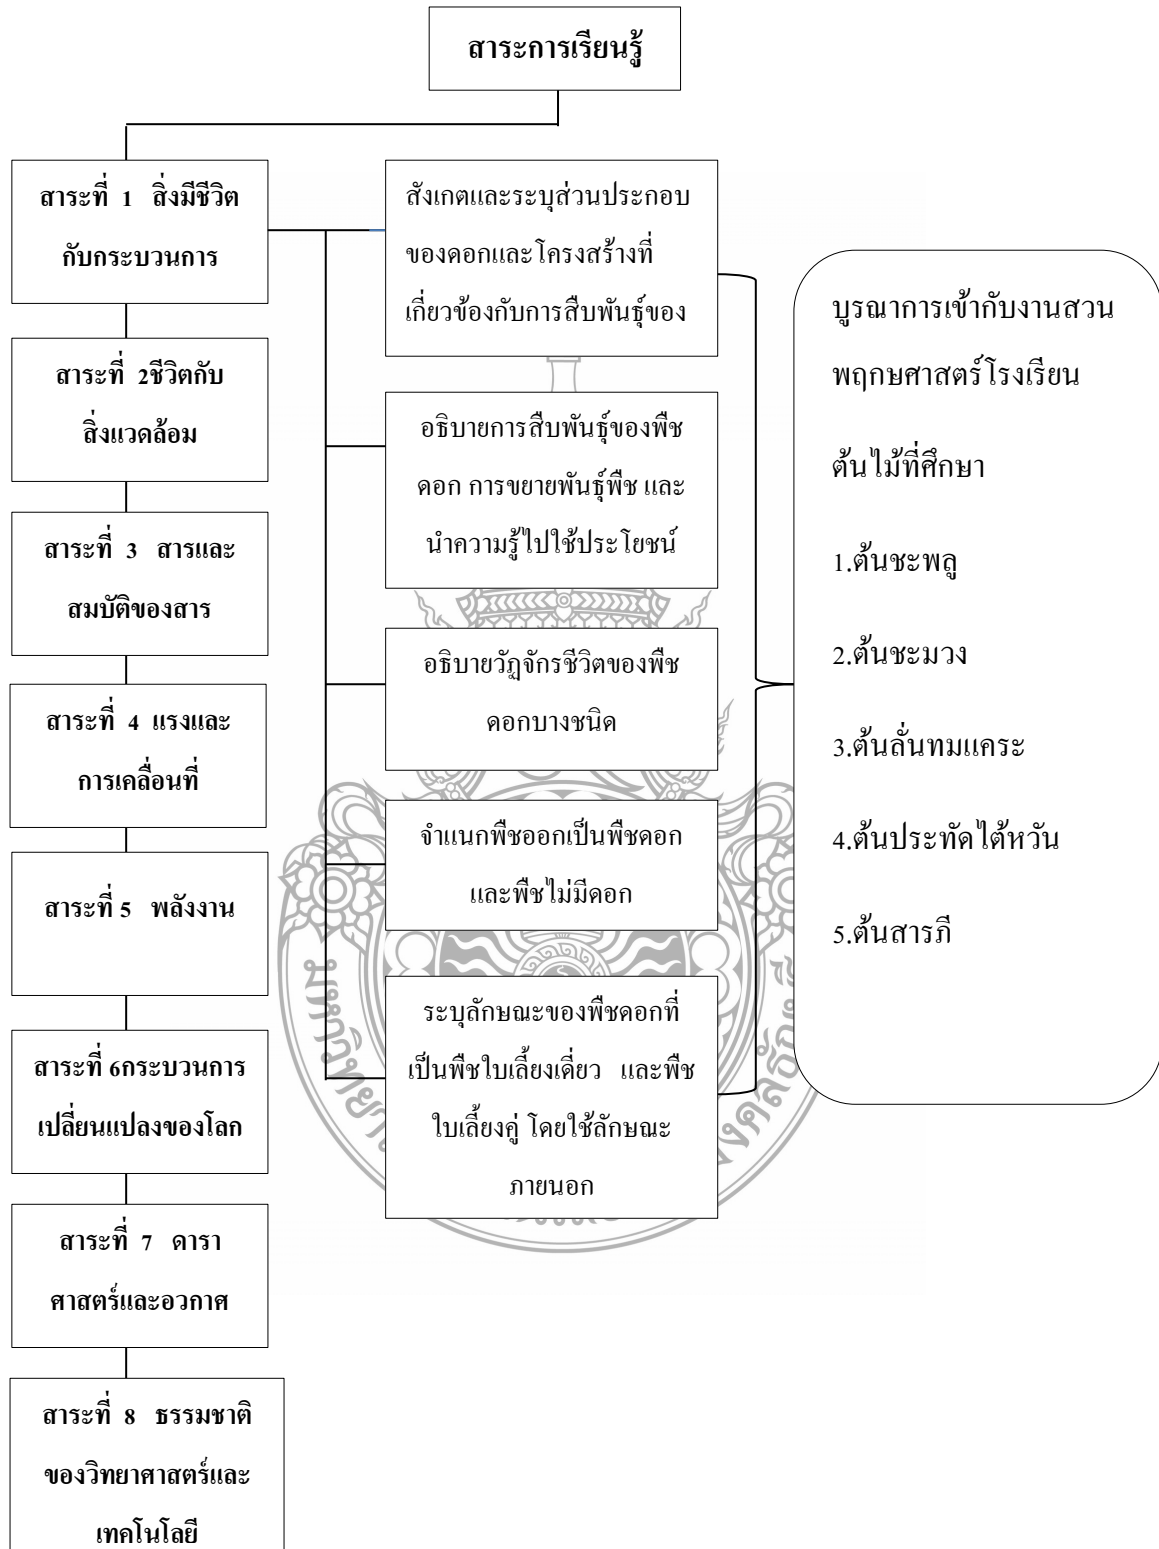 สาระการเรียนรู้
สาระที่ 1 สิ่งมีชีวิต
กับกระบวนการ
สาระที่ 2ชีวิตกับ
สิ่งแวดล้อม
สาระที่ 3 สารและ
สมบัติของสาร
สาระที่ 4 แรงและ
การเคลื่อนที่
สาระที่ 5 พลังงาน
สาระที่ 6กระบวนการ
เปลี่ยนแปลงของโลก
สาระที่ 7 ดารา
ศาสตร์และอวกาศ
สาระที่ 8 ธรรมชาติ
ของวิทยาศาสตร์และ
เทคโนโลยี
สังเกตและระบุส่วนประกอบ
ของดอกและโครงสร้างที่
เกี่ยวข้องกับการสืบพันธุ์ของ
อธิบายการสืบพันธุ์ของพืช
ดอก การขยายพันธุ์พืช และ
นำความรู้ไปใช้ประโยชน์
อธิบายวัฏจักรชีวิตของพืช
ดอกบางชนิด
จำแนกพืชออกเป็นพืชดอก
และพืชไม่มีดอก
ระบุลักษณะของพืชดอกที่
เป็นพืชใบเลี้ยงเดี่ยว และพืช
ใบเลี้ยงคู่ โดยใช้ลักษณะ
ภายนอก
บูรณาการเข้ากับงานสวน
พฤกษศาสตร์โรงเรียน
ต้นไม้ที่ศึกษา
1.ต้นชะพลู
2.ต้นชะมวง
3.ต้นลั่นทมแคระ
4.ต้นประทัดไต้หวัน
5.ต้นสารภี